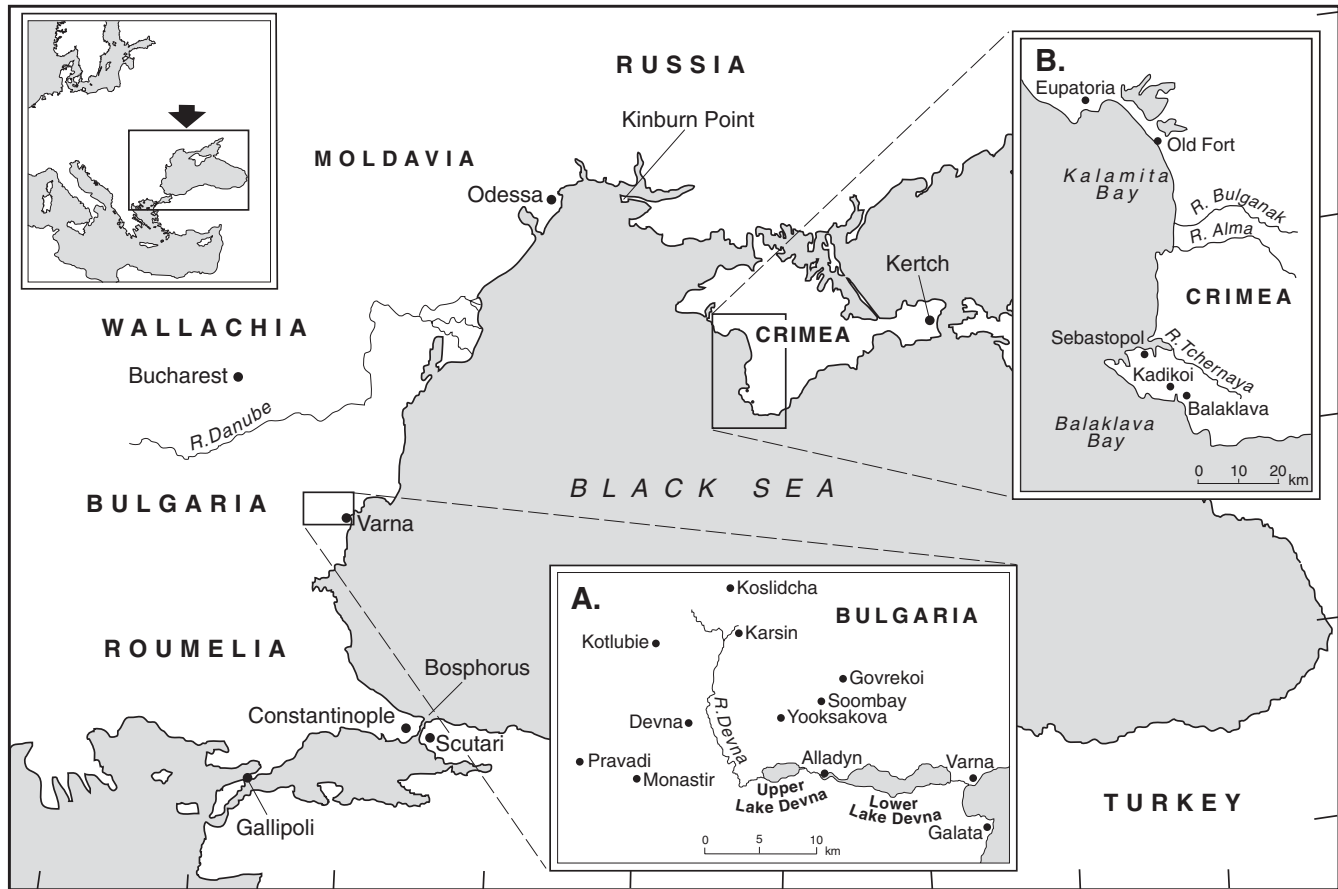 RUSSIA
Kinburn Point
MOLDAVIA
Odessa
Kertch
CRIMEA
WALLACHIA
Bucharest
R.Danube
BLACK SEA
BULGARIA
Varna
ROUMELIA
Bosphorus
Constantinople
Scutari
Gallipoli
TURKEY
B.
Eupatoria
Old Fort
Kalamita
Bay
R. Bulganak
R. Alma
CRIMEA
Sebastopol
R.Tchernaya
Kadikoi
Balaklava
Balaklava
Bay
0 10 20
km
A.
Koslidcha
BULGARIA
Karsin
Kotlubie
Govrekoi
Soombay
Yooksakova
R.Devna
Devna
Pravadi
Monastir
Alladyn
Varna
Upper
Lake Devna
Lower
Lake Devna
Galata
0 5 10
km